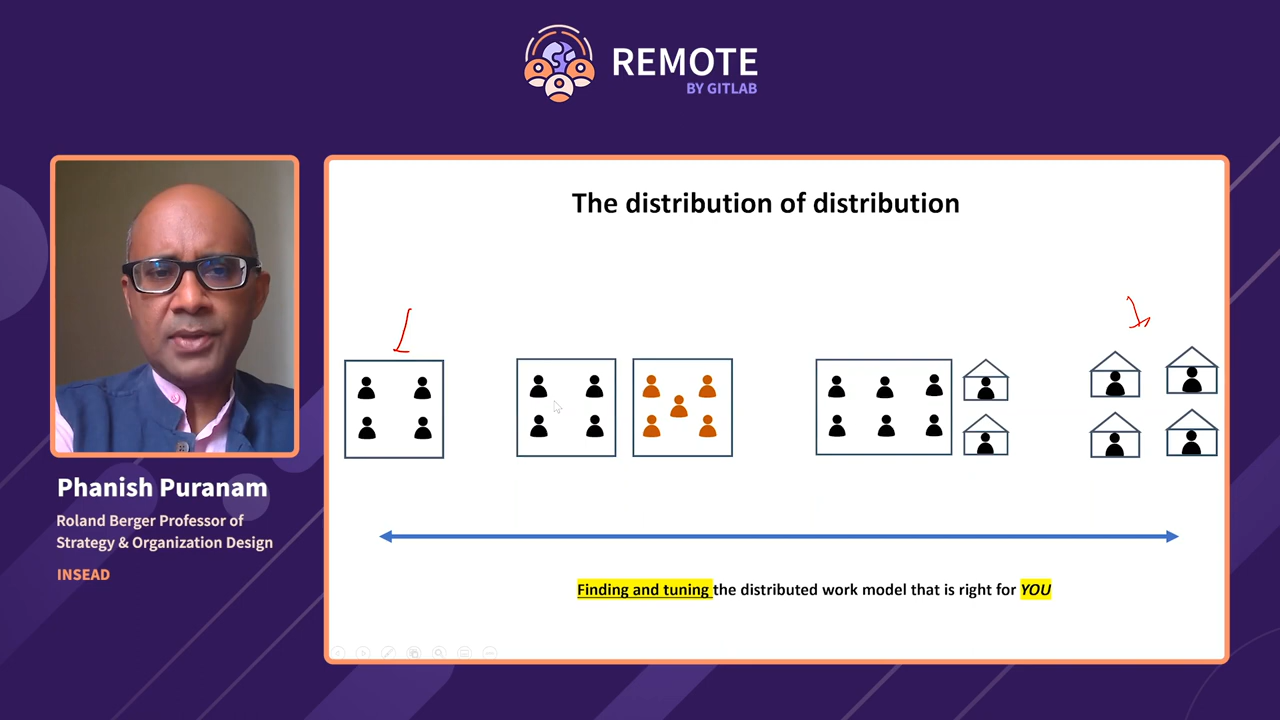 REMOTE
BY GITLAB
The distribution of distribution
Phanish Puranam
Roland Berger Professor of
Strategy & Organization Design
INSEAD
Finding and tuning the distributed work model that is right for YOU